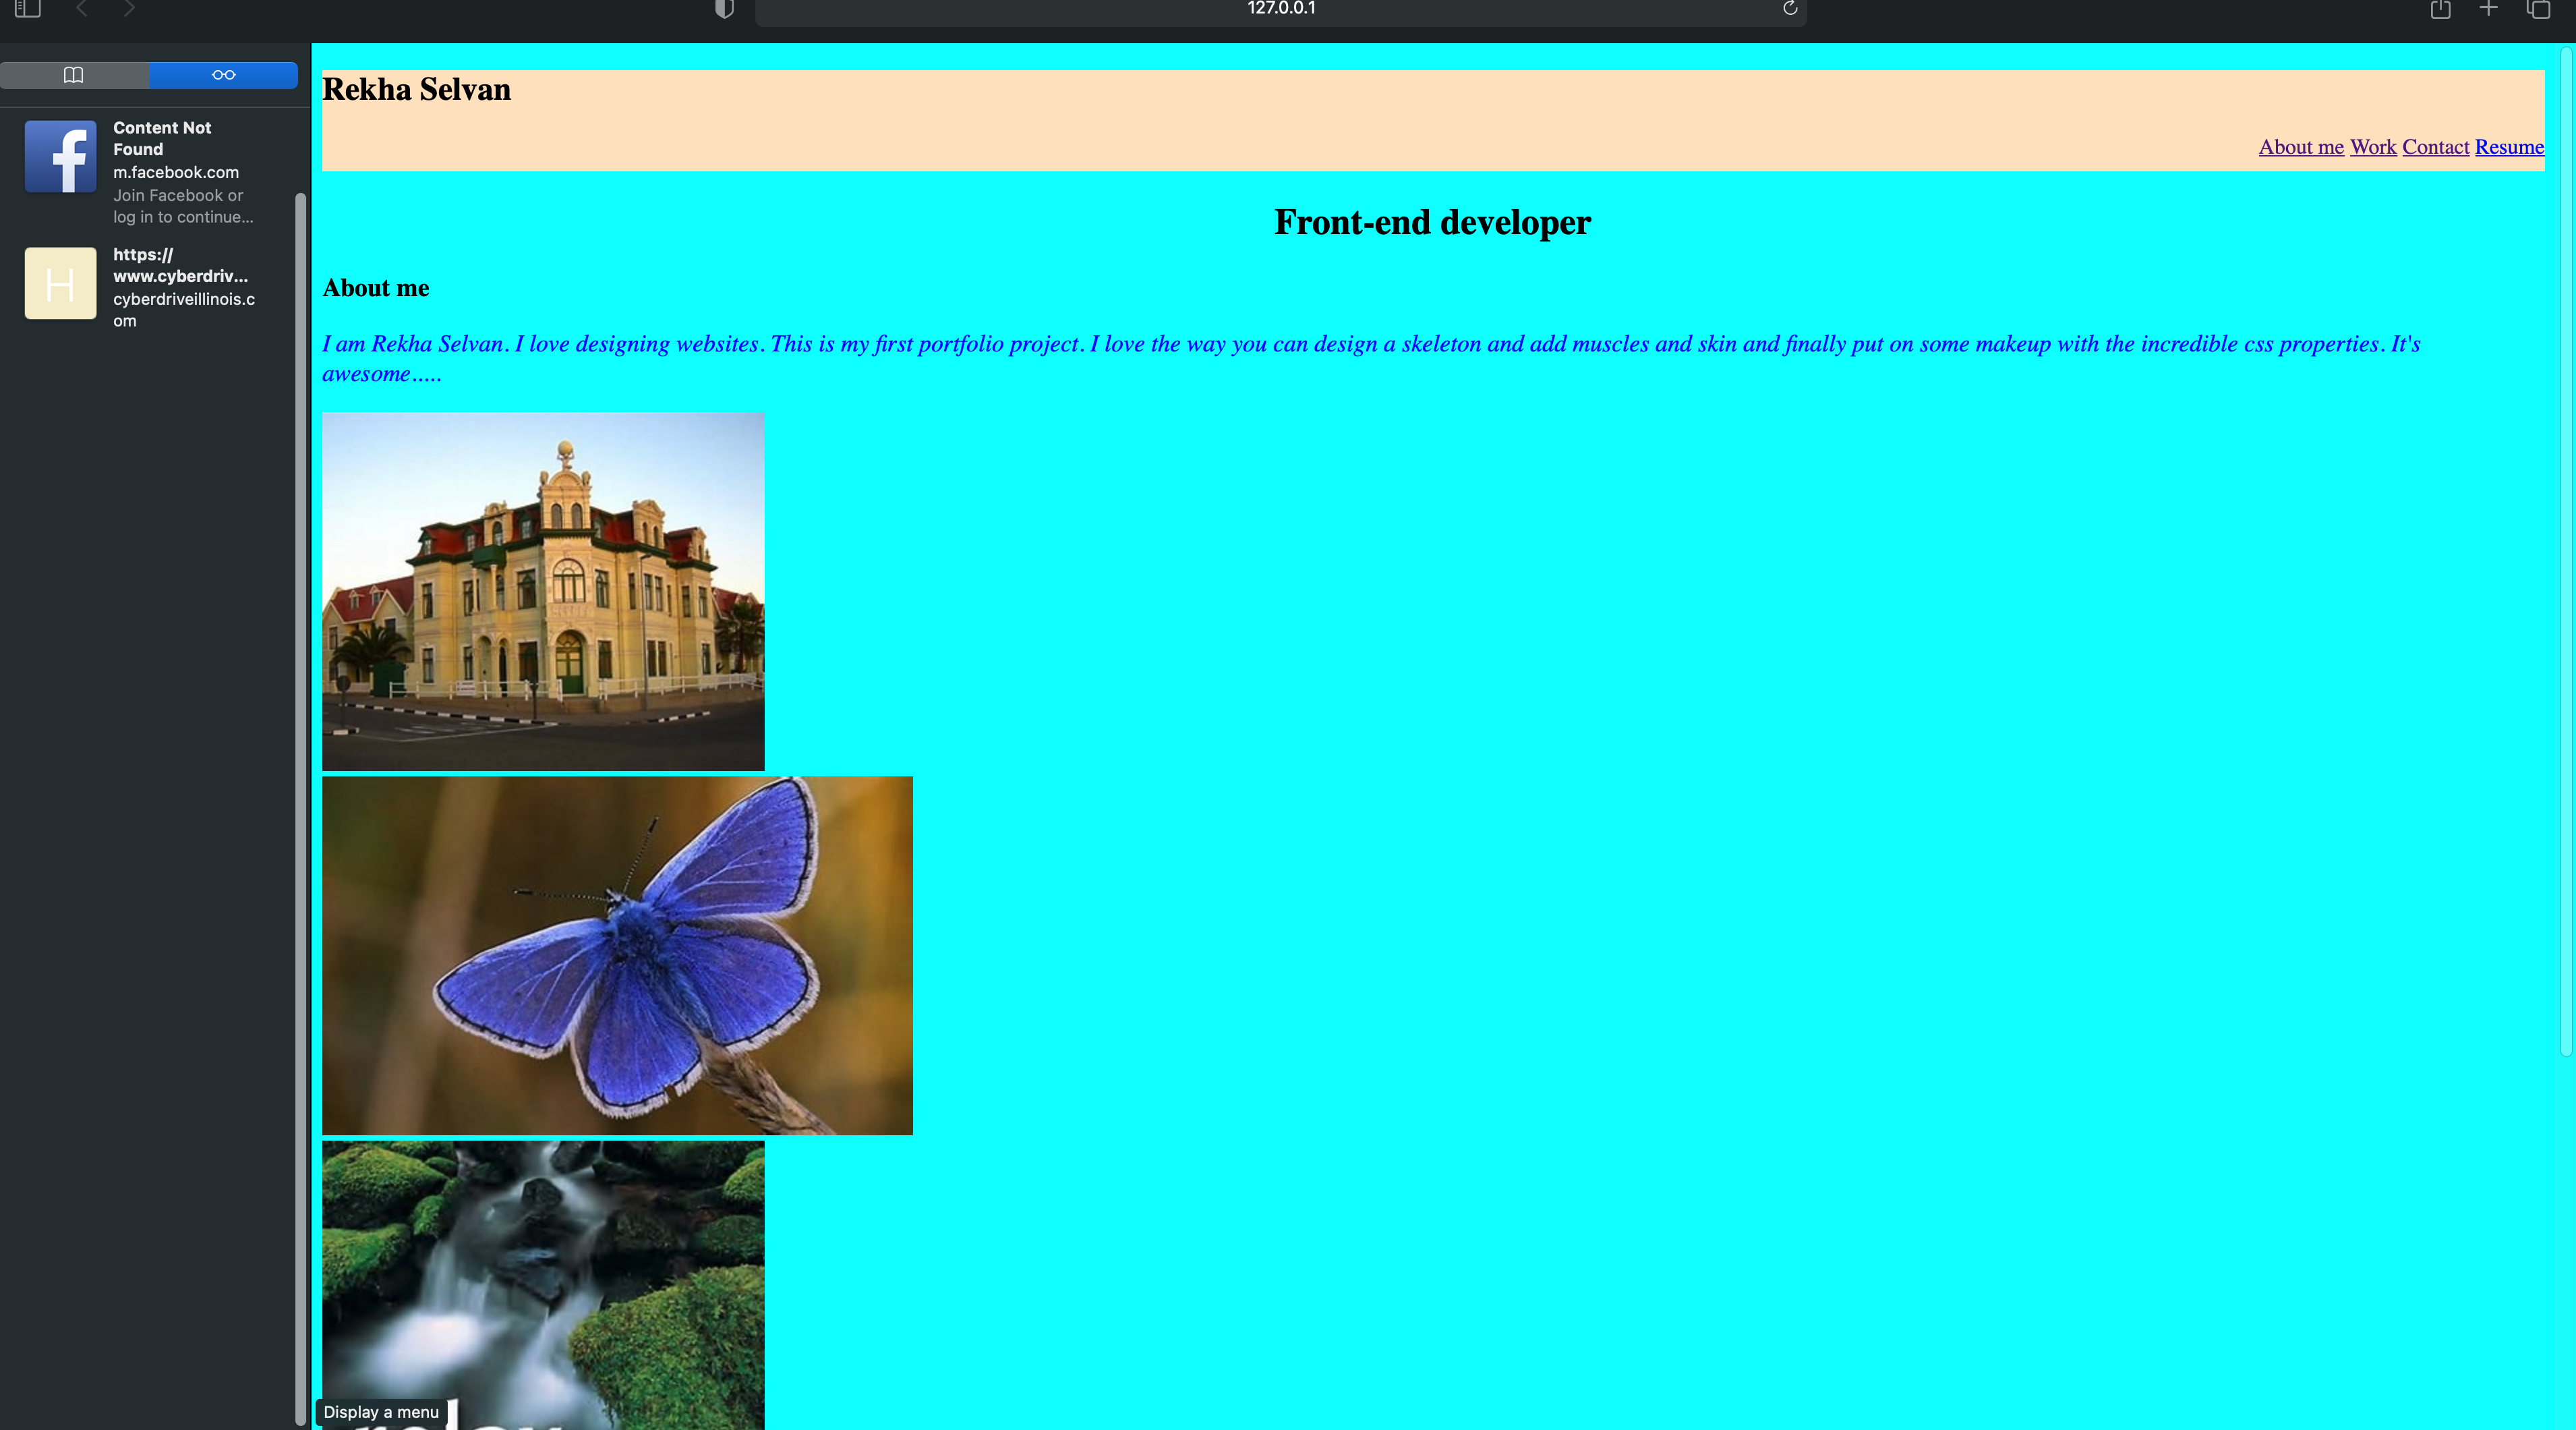 127.0.0.1
Content Not
Found
m.facebook.com
Join Facebook or
log in to continue...
H
https://
www.cyberdriv...
cyberdriveillinois.c
om
Rekha Selvan
About me Work Contact Resume
Front-end developer
About me
I am Rekha Selvan. I love designing websites. This is my first portfolio project. I love the way you can design a skeleton and add muscles and skin and finally put on some makeup with the incredible css properties. It's
awesome.....
Display a menu